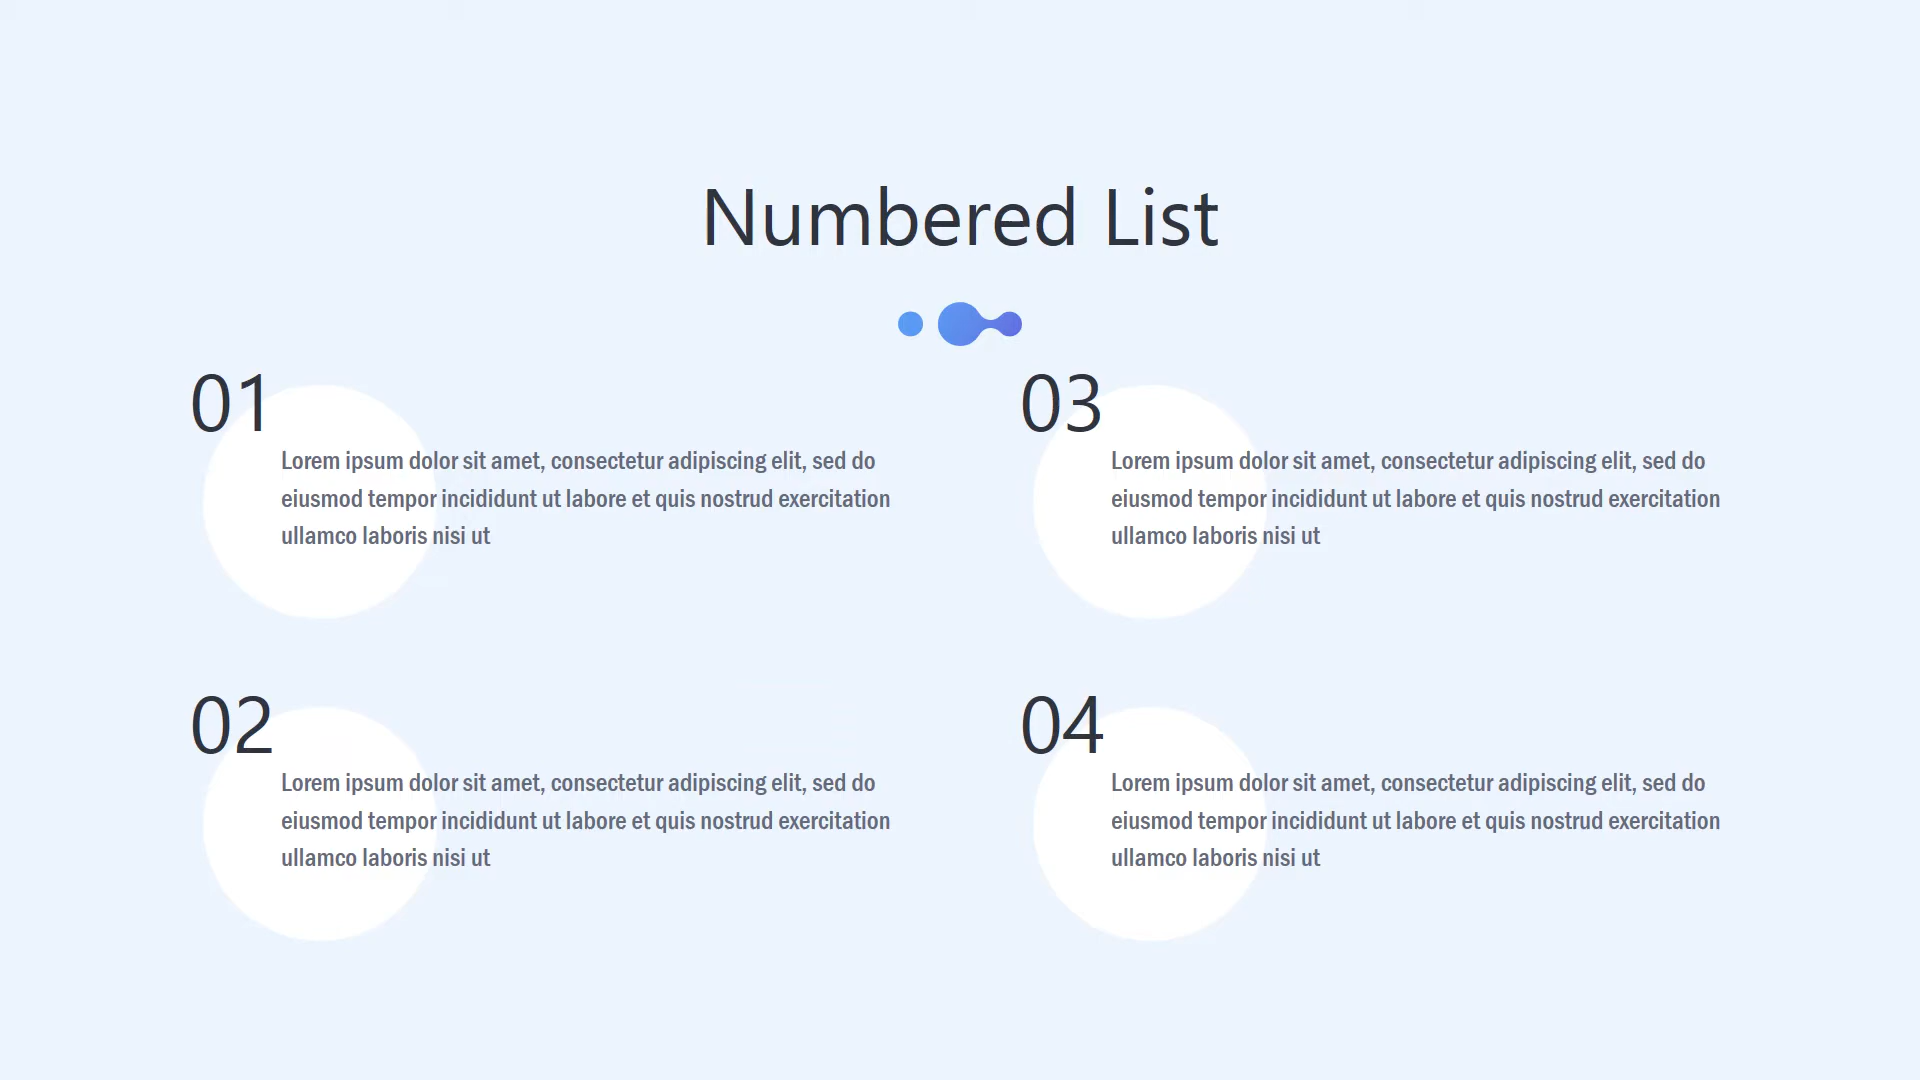 Numbered List
01
Lorem ipsum dolor sit amet, consectetur adipiscing elit, sed do
eiusmod tempor incididunt ut labore et quis nostrud exercitation
ullamco laboris nisi ut
02
Lorem ipsum dolor sit amet, consectetur adipiscing elit, sed do
eiusmod tempor incididunt ut labore et quis nostrud exercitation
ullamco laboris nisi ut
03
Lorem ipsum dolor sit amet, consectetur adipiscing elit, sed do
eiusmod tempor incididunt ut labore et quis nostrud exercitation
ullamco laboris nisi ut
04
Lorem ipsum dolor sit amet, consectetur adipiscing elit, sed do
eiusmod tempor incididunt ut labore et quis nostrud exercitation
ullamco laboris nisi ut